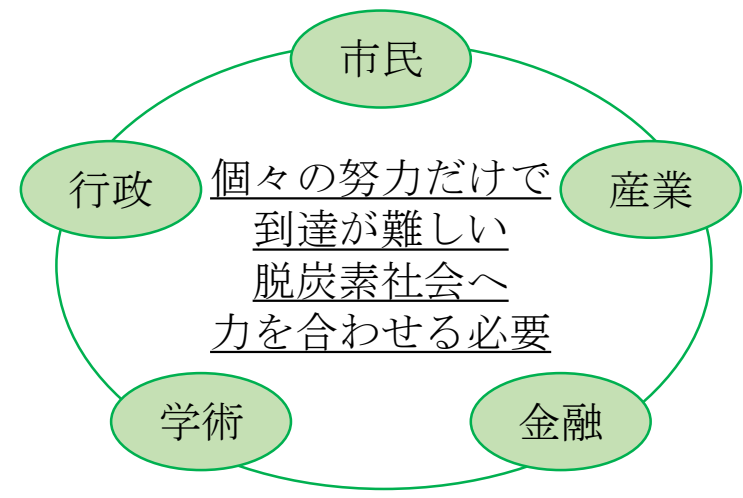 市民
行政
産業
個々の努力だけで
到達が難しい
脱炭素社会へ
力を合わせる必要
学術
金融